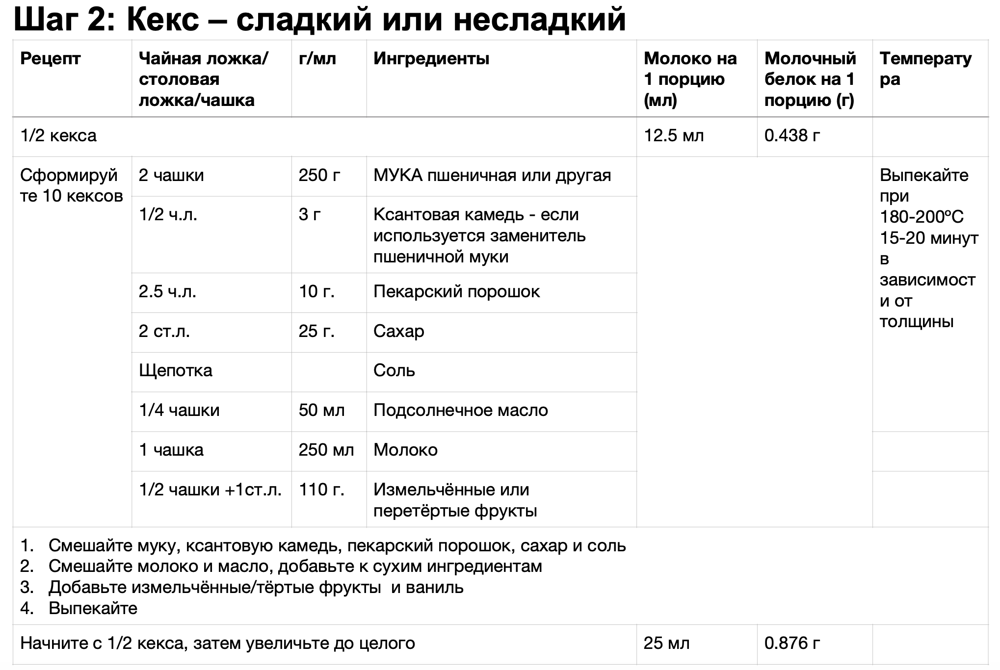 Шаг 2: Кекс – сладкий или несладкий
Рецепт
Чайная ложка/
столовая
ложка/чашка
г/мл
Ингредиенты
Молоко на
1 порцию
(мл)
Молочный
белок на 1
порцию (г)
Температу
ра
1/2 кекса
12.5 мл
0.438 г
Сформируй
те 10 кексов
2 чашки
250 г
МУКА пшеничная или другая
Выпекайте
при
180-200ºC
15-20 минут
в
зависимост
и от
толщины
1/2 ч.л.
3 г
Ксантовая камедь - если
используется заменитель
пшеничной муки
2.5 ч.л.
10 г.
Пекарский порошок
2 ст.л.
25 г.
Сахар
Щепотка
Соль
1/4 чашки
50 мл
Подсолнечное масло
1 чашка
250 мл
Молоко
1/2 чашки +1ст.л.
110 г.
Измельчённые или
перетёртые фрукты
1. Смешайте муку, ксантовую камедь, пекарский порошок, сахар и соль
2. Смешайте молоко и масло, добавьте к сухим ингредиентам
3. Добавьте измельчённые/тёртые фрукты  и ваниль
4. Выпекайте
Начните с 1/2 кекса, затем увеличьте до целого
25 мл
0.876 г